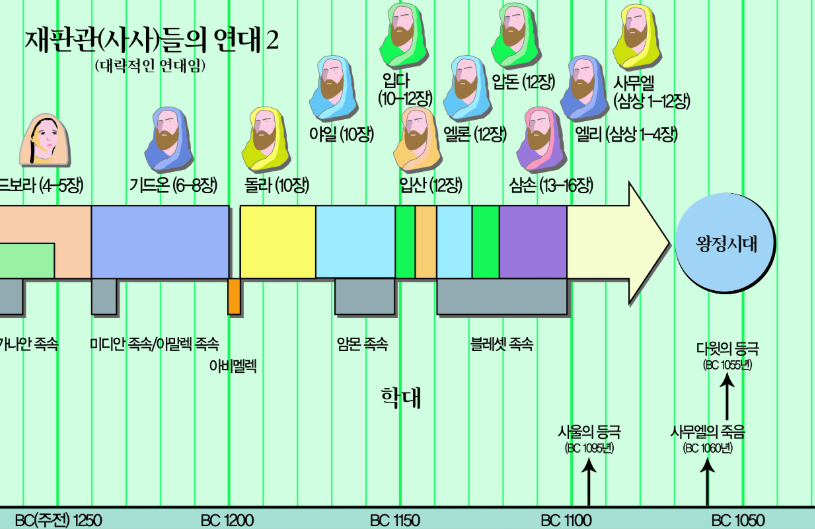 재판관(사사)들의 연대 2
(대략적인 연대임)
입다
(10-12장)
압돈 (12장)
사무엘
(삼상 1-12장)
야일 (10장)
엘론 (12장)
엘리 (삼상 1-4장)
드보라 (4-5장)
기드온 (6-8장)
돌라 (10장)
입산 (12장)
삼손 (13-16장)
왕정시대
가나안 족속
미디안 족속/아말렉 족속
아비멜렉
암몬 족속
블레셋 족속
학대
다윗의 등극
(BC 1055년)
사울의 등극
(BC 1095년)
사무엘의 죽음
(BC 1060년)
BC(주전) 1250
BC 1200
BC 1150
BC 1100
BC 1050